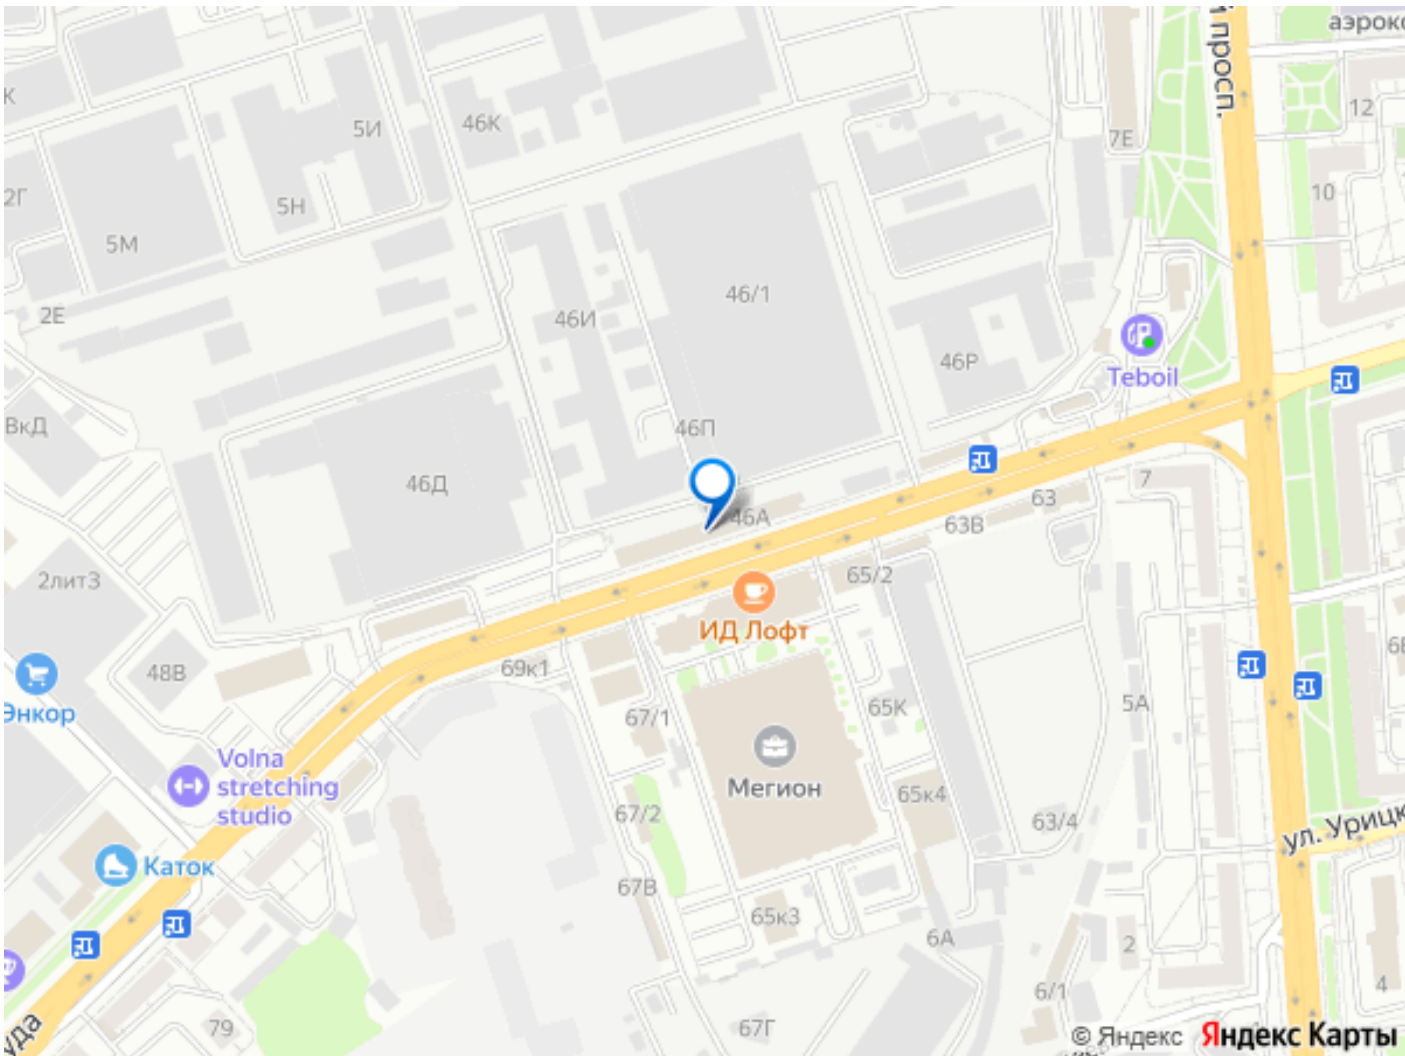 аэрок
просп.
К
5И
46К
7Е
12
2Г
5Н
10
5М
46/1
2Е
46И
46Р
Teboil
ВкД
46П
46Д
7
46А
63
63В
2лит3
65/2
ИД Лофт
69к1
48В
6Б
Энкор
67/1
65К
5А
Volna
stretching
studio
Мегион
65к4
67/2
63/4
ул. Урицк
Каток
67В
65к3
6А
2
4
6/1
уда
79
67Г
© Яндекс Яндекс Карты